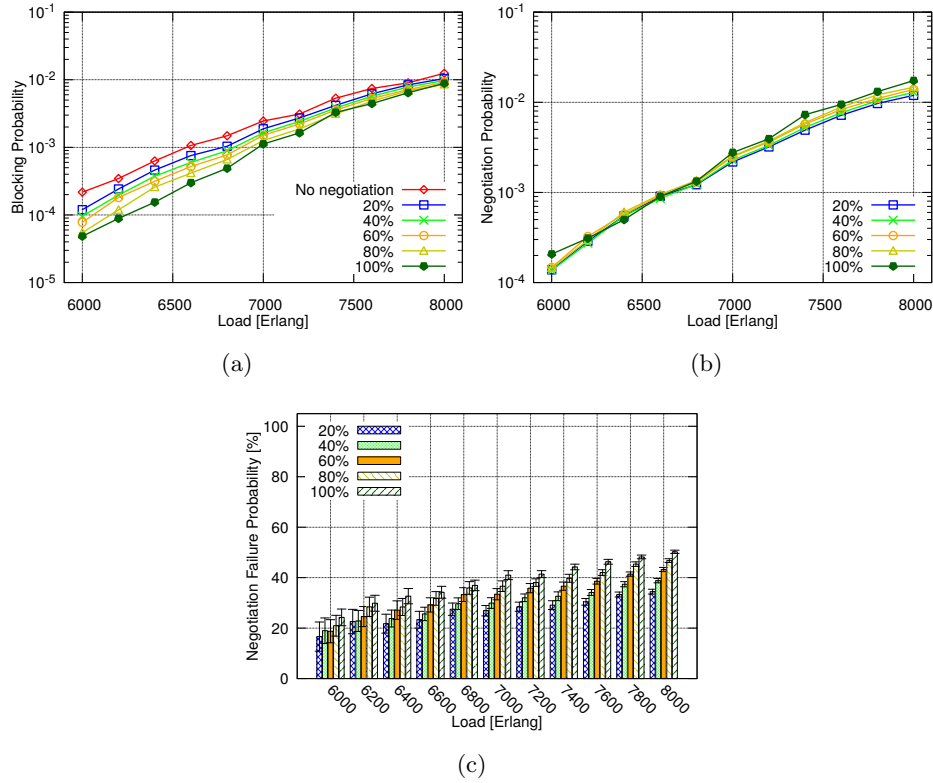 10^-1
10^-2
10^-3
10^-4
10^-5
Blocking Probability
No negotiation
20%
40%
60%
80%
100%
6000 6500 7000 7500 8000
Load [Erlang]
(a)
10^-1
10^-2
10^-3
10^-4
Negotiation Probability
20%
40%
60%
80%
100%
6000 6500 7000 7500 8000
Load [Erlang]
(b)
100
80
60
40
20
0
Negotiation Failure Probability [%]
20%
40%
60%
80%
100%
6000 6200 6400 6600 6800 7000 7200 7400 7600 7800 8000
Load [Erlang]
(c)